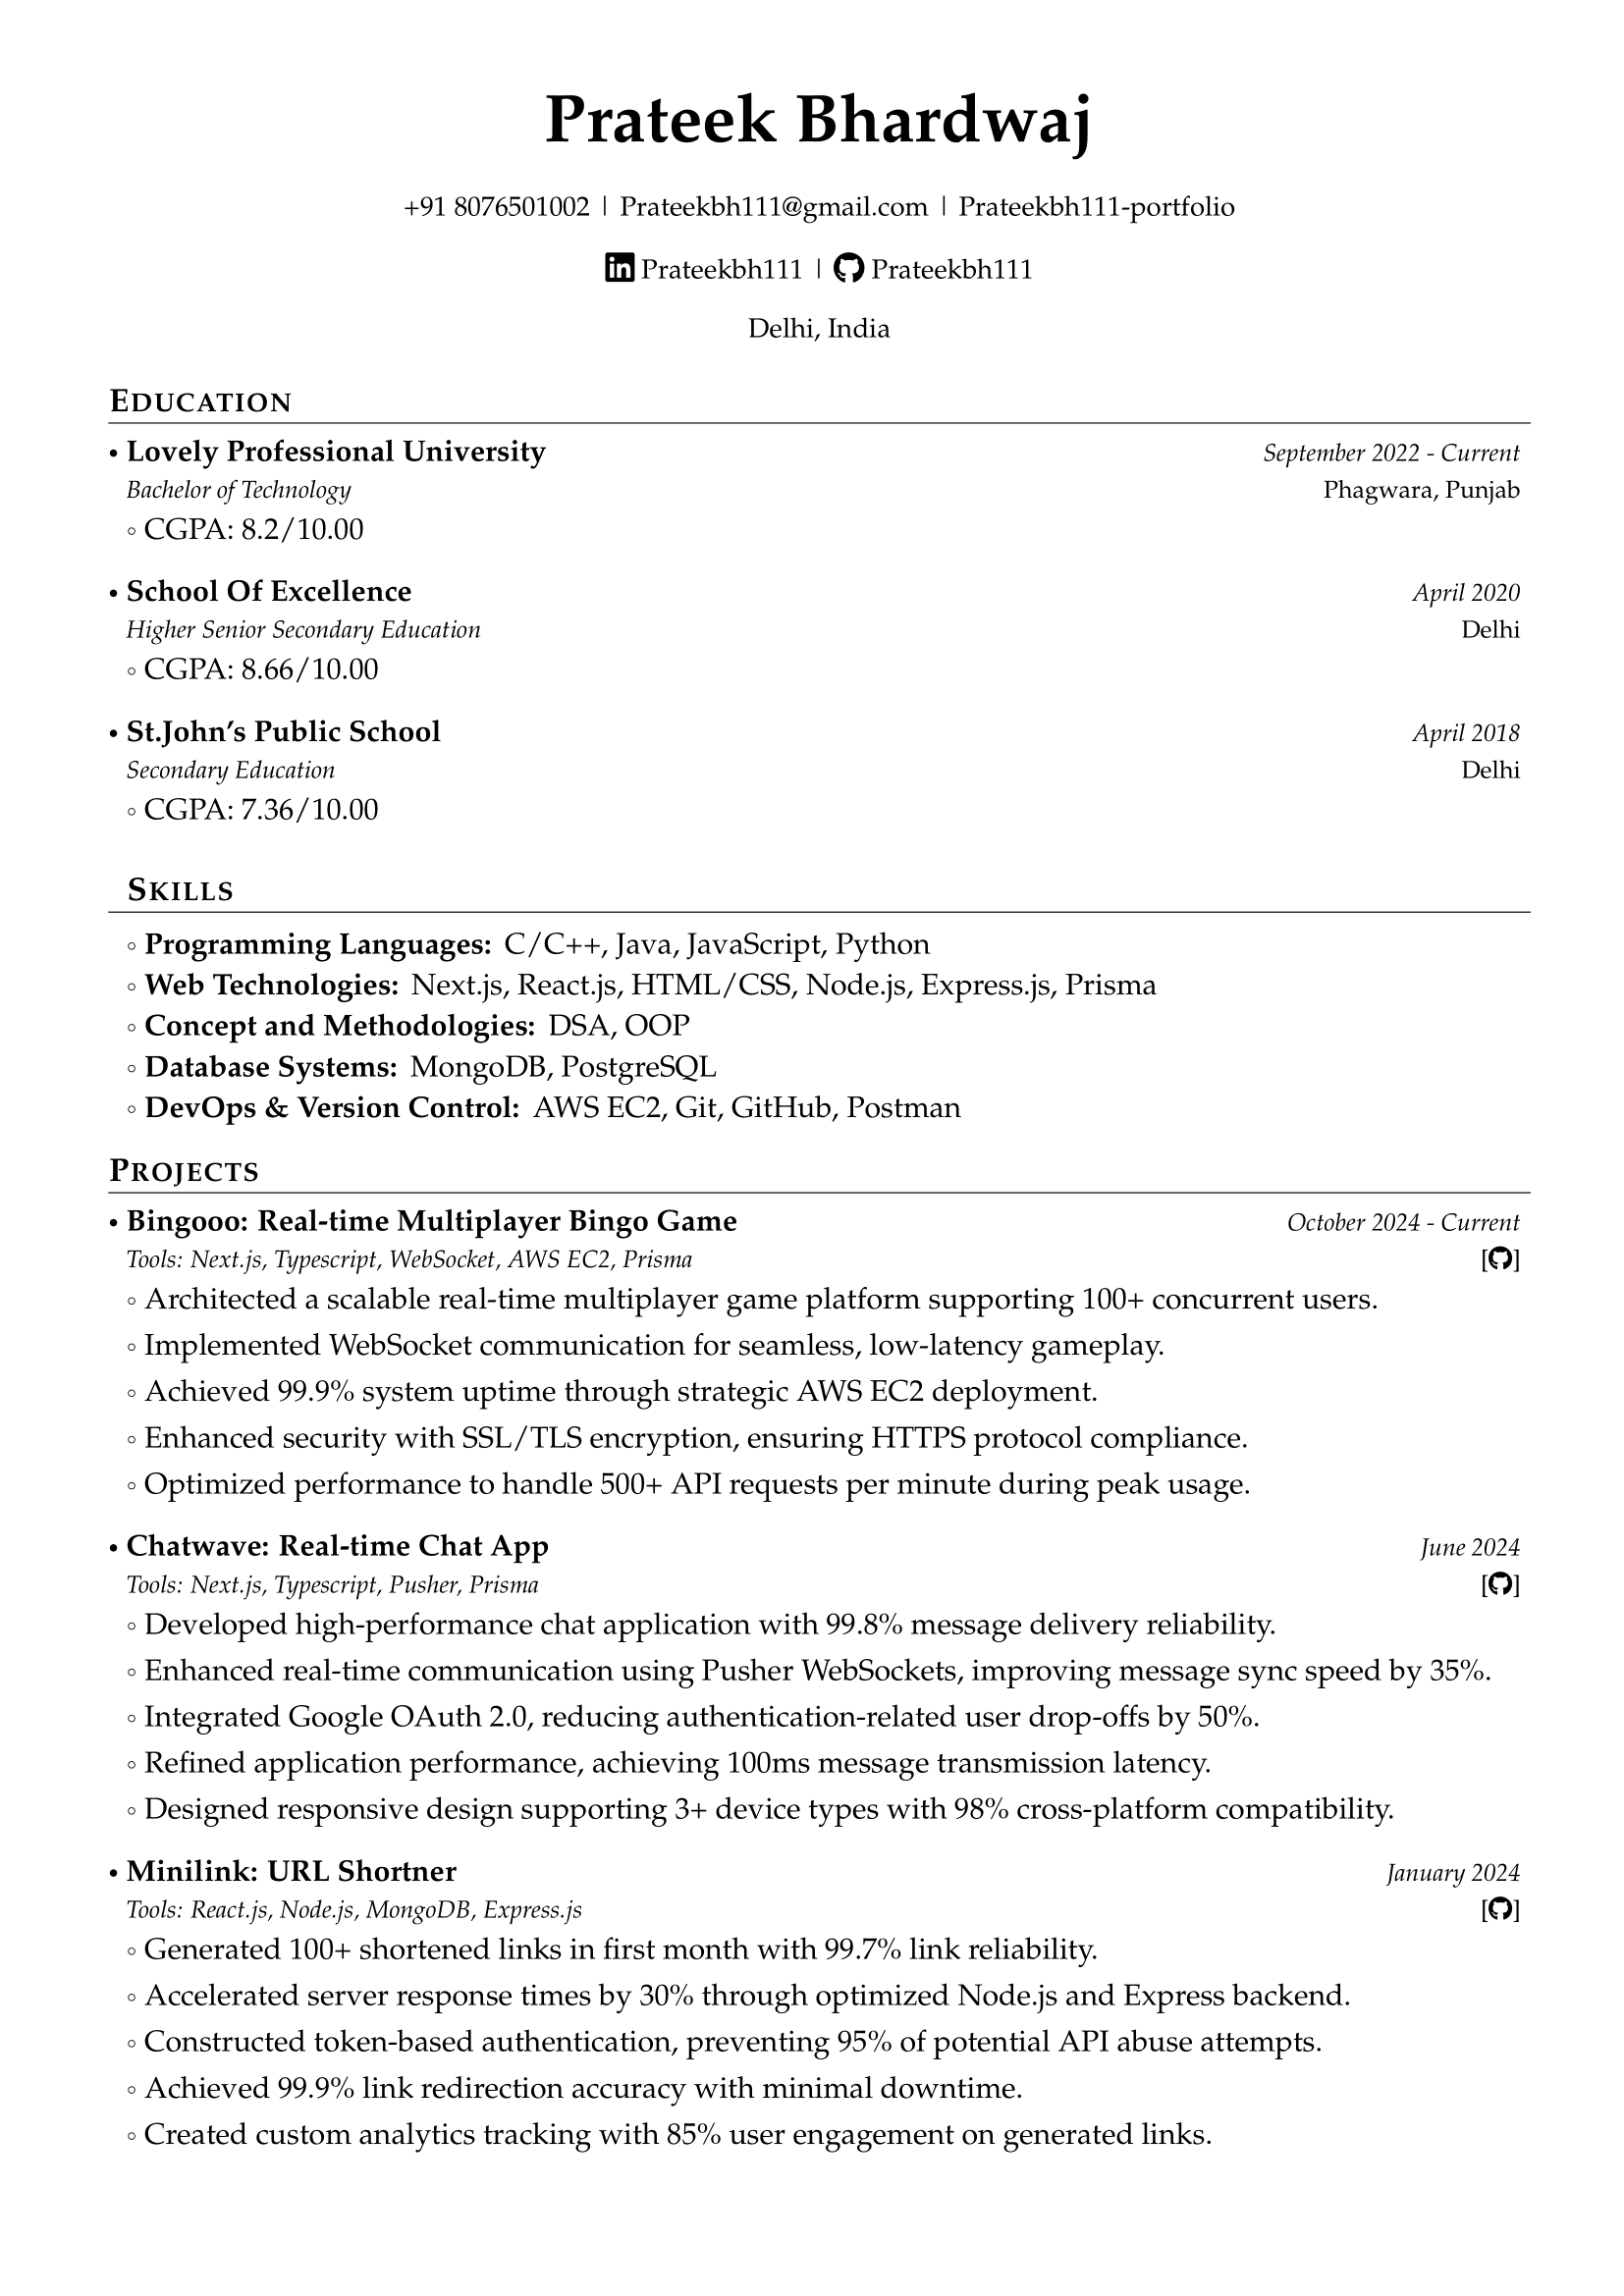 Prateek Bhardwaj
+91 8076501002 | Prateekbh111@gmail.com | Prateekbh111-portfolio
Prateekbh111 | Prateekbh111
Delhi, India
EDUCATION
• Lovely Professional University September 2022 - Current
Bachelor of Technology Phagwara, Punjab
◦ CGPA: 8.2/10.00
• School Of Excellence April 2020
Higher Senior Secondary Education Delhi
◦ CGPA: 8.66/10.00
• St.John’s Public School April 2018
Secondary Education Delhi
◦ CGPA: 7.36/10.00
SKILLS
◦ Programming Languages: C/C++, Java, JavaScript, Python
◦ Web Technologies: Next.js, React.js, HTML/CSS, Node.js, Express.js, Prisma
◦ Concept and Methodologies: DSA, OOP
◦ Database Systems: MongoDB, PostgreSQL
◦ DevOps & Version Control: AWS EC2, Git, GitHub, Postman
PROJECTS
• Bingooo: Real-time Multiplayer Bingo Game October 2024 - Current
Tools: Next.js, Typescript, WebSocket, AWS EC2, Prisma []
◦ Architected a scalable real-time multiplayer game platform supporting 100+ concurrent users.
◦ Implemented WebSocket communication for seamless, low-latency gameplay.
◦ Achieved 99.9% system uptime through strategic AWS EC2 deployment.
◦ Enhanced security with SSL/TLS encryption, ensuring HTTPS protocol compliance.
◦ Optimized performance to handle 500+ API requests per minute during peak usage.
• Chatwave: Real-time Chat App June 2024
Tools: Next.js, Typescript, Pusher, Prisma []
◦ Developed high-performance chat application with 99.8% message delivery reliability.
◦ Enhanced real-time communication using Pusher WebSockets, improving message sync speed by 35%.
◦ Integrated Google OAuth 2.0, reducing authentication-related user drop-offs by 50%.
◦ Refined application performance, achieving 100ms message transmission latency.
◦ Designed responsive design supporting 3+ device types with 98% cross-platform compatibility.
• Minilink: URL Shortner January 2024
Tools: React.js, Node.js, MongoDB, Express.js []
◦ Generated 100+ shortened links in first month with 99.7% link reliability.
◦ Accelerated server response times by 30% through optimized Node.js and Express backend.
◦ Constructed token-based authentication, preventing 95% of potential API abuse attempts.
◦ Achieved 99.9% link redirection accuracy with minimal downtime.
◦ Created custom analytics tracking with 85% user engagement on generated links.